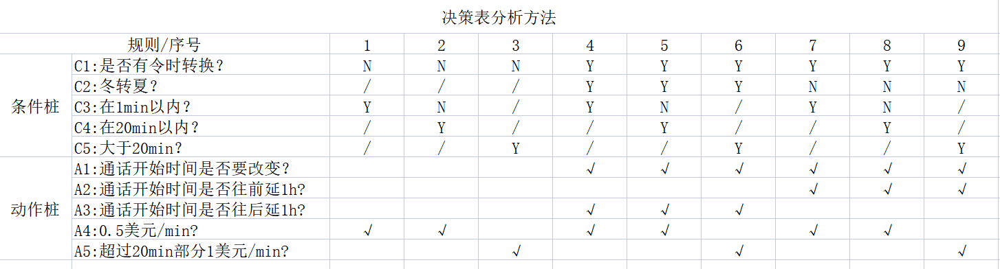 决策表分析方法
规则/序号 1 2 3 4 5 6 7 8 9
条件桩
C1:是否有令时转换? N N N Y Y Y Y Y Y
C2:冬转夏? / / / Y Y Y N N N
C3:在1min以内? Y N / Y N / Y N /
C4:在20min以内? / Y / / Y / / Y /
C5:大于20min? / / Y / / Y / / Y
动作桩
A1:通话开始时间是否要改变? √ √ √ √ √ √
A2:通话开始时间是否往前延1h? √ √ √
A3:通话开始时间是否往后延1h? √ √ √
A4:0.5美元/min? √ √ √ √ √ √
A5:超过20min部分1美元/min? √ √ √